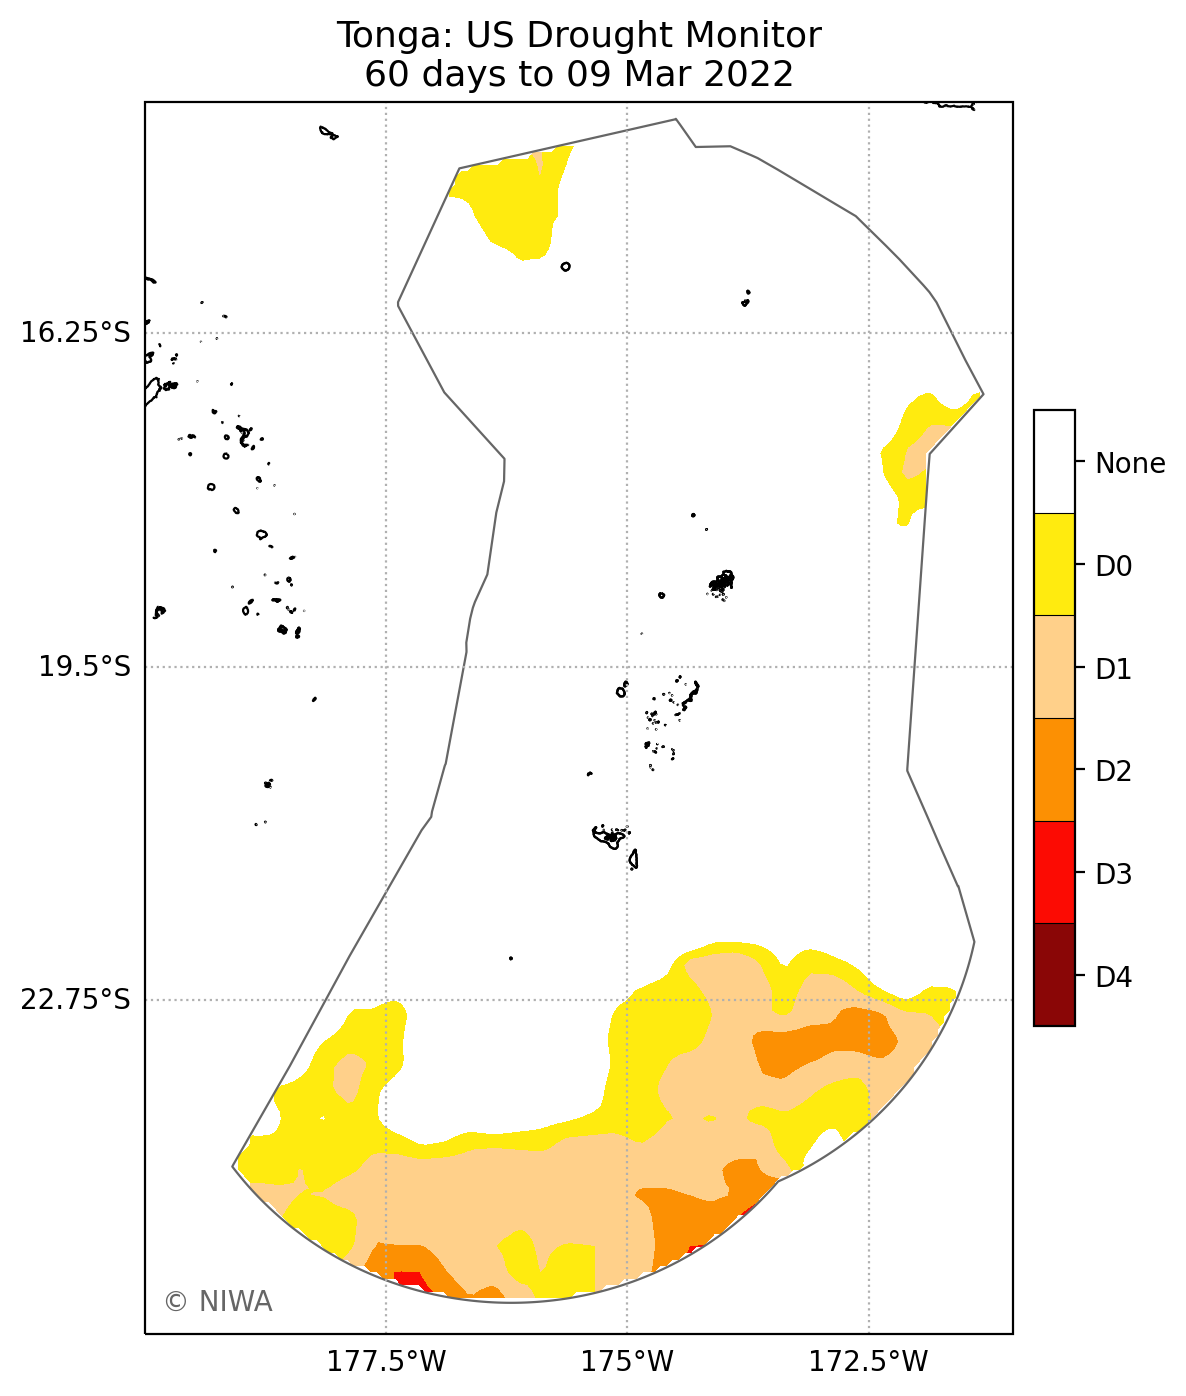 Tonga: US Drought Monitor
60 days to 09 Mar 2022
16.25°S
19.5°S
22.75°S
177.5°W
175°W
172.5°W
None
D0
D1
D2
D3
D4
© NIWA